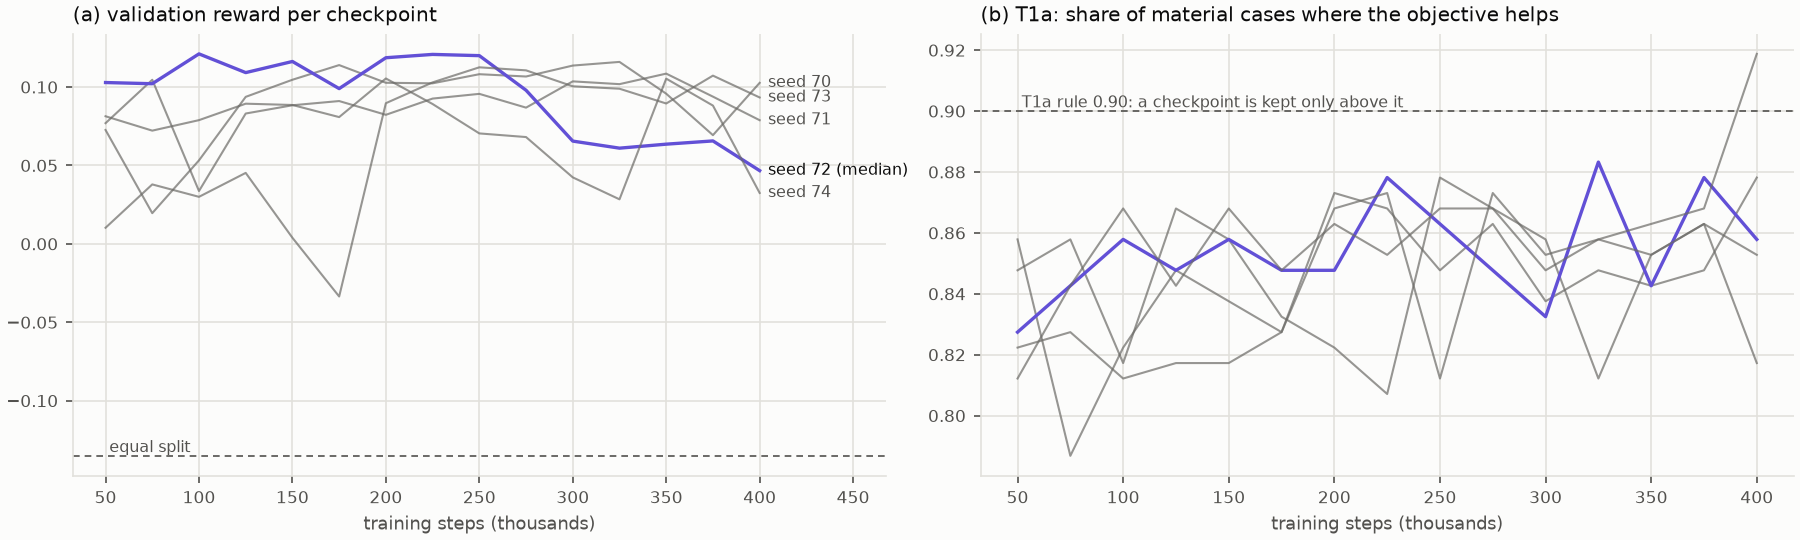 (a) validation reward per checkpoint
0.10
0.05
0.00
−0.05
−0.10
seed 70
seed 73
seed 71
seed 72 (median)
seed 74
equal split
50 100 150 200 250 300 350 400 450
training steps (thousands)
(b) T1a: share of material cases where the objective helps
0.92
0.90
0.88
0.86
0.84
0.82
0.80
T1a rule 0.90: a checkpoint is kept only above it
50 100 150 200 250 300 350 400
training steps (thousands)